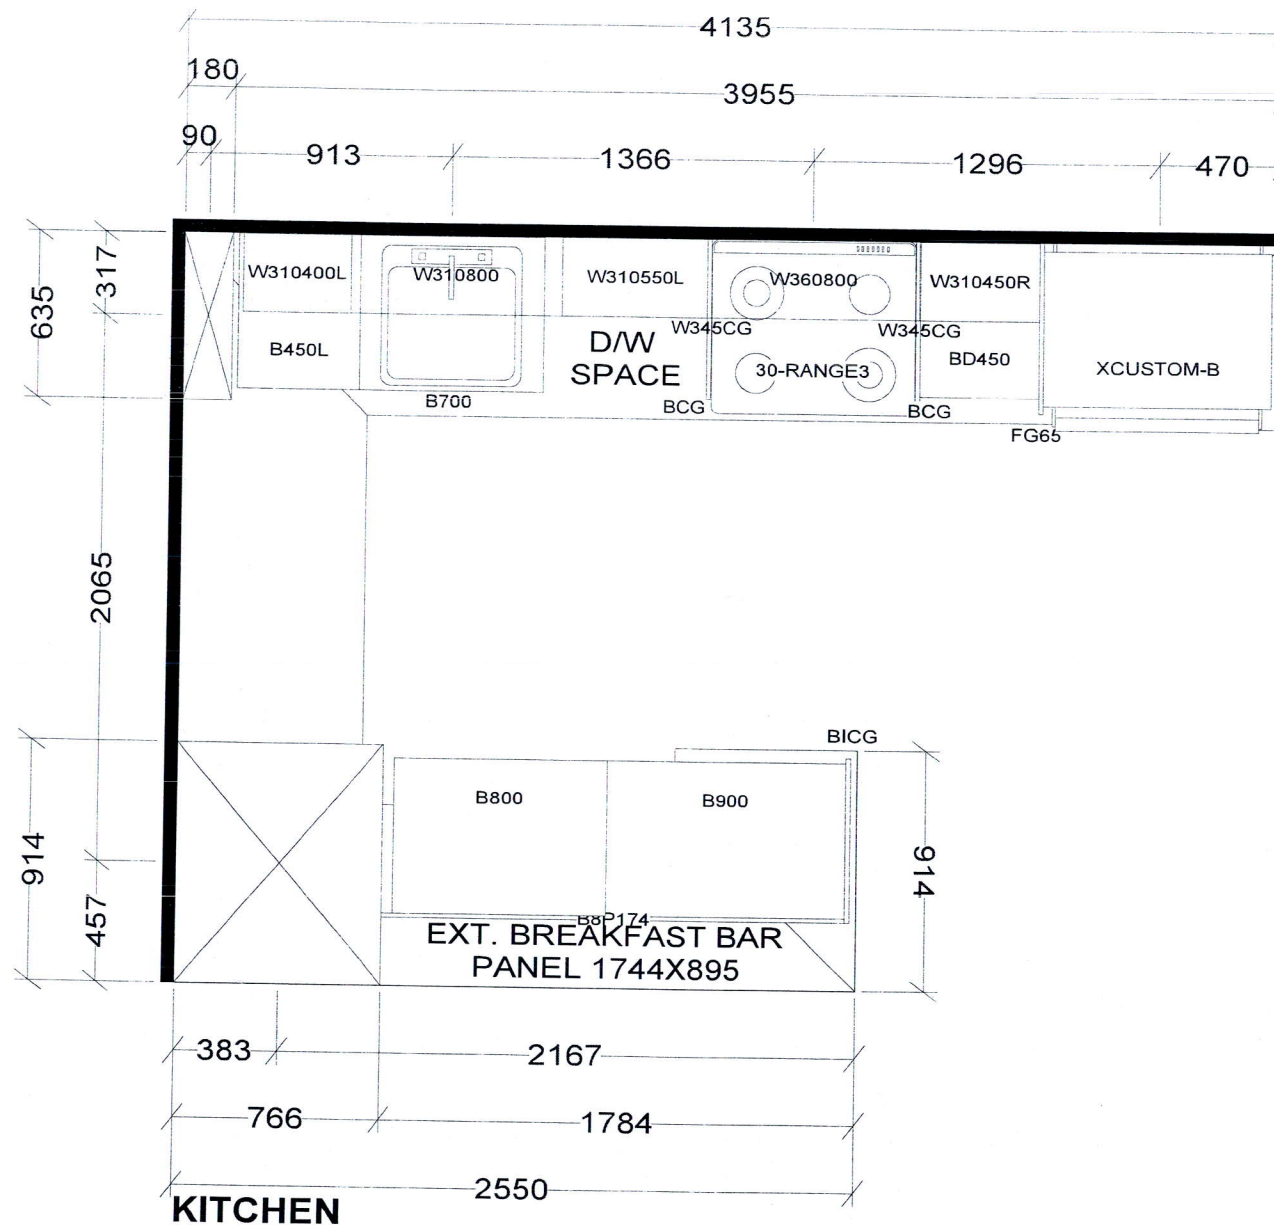 4135
180
3955
90
913
1366
1296
470
635
317
W310400L
W310800
W310550L
W360800
W310450R
B450L
D/W
SPACE
W345CG
W345CG
30-RANGE3
BD450
XCUSTOM-B
B700
BCG
BCG
FG65
2065
BICG
914
457
B800
B900
914
B8P174
EXT. BREAKFAST BAR
PANEL 1744X895
383
2167
766
1784
2550
KITCHEN